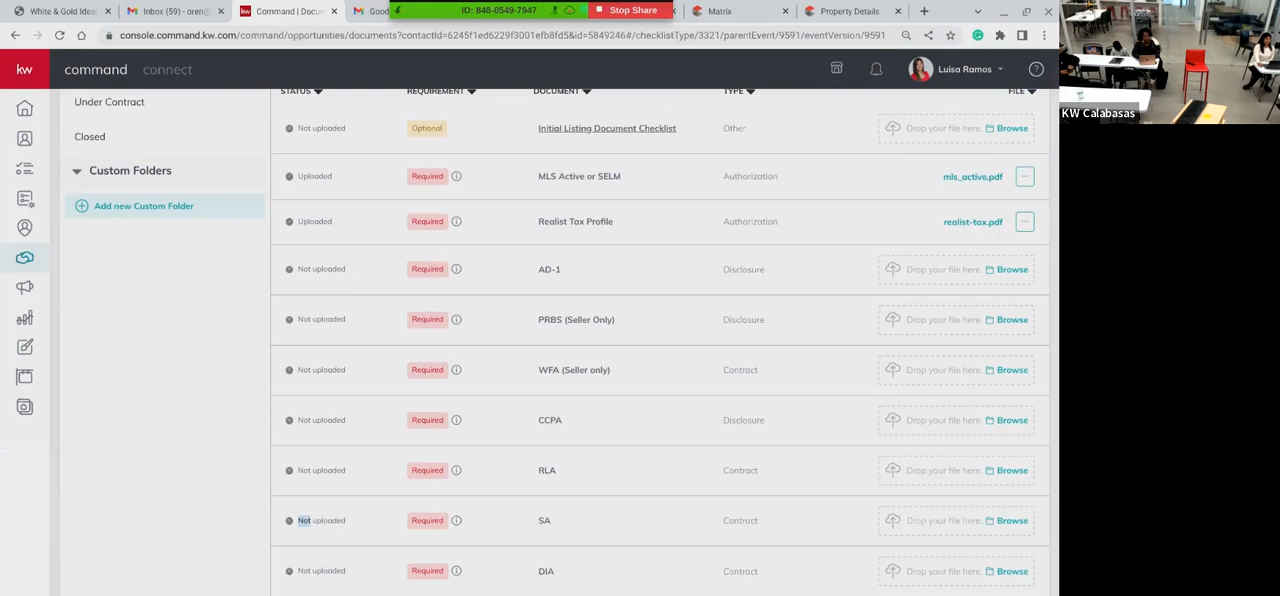 White & Gold Idea
Inbox (59) - oren@
Command | Docum
Good
ID: 848-0549-7947
Stop Share
Matrix
Property Details
console.command.kw.com/command/opportunities/documents?contactId=6245f1ed6229f3001efb8fd5&id=5849246#/checklistType/3321/parentEvent/9591/eventVersion/9591
kw command connect Luisa Ramos
KW Calabasas
Under Contract
Closed
Custom Folders
Add new Custom Folder
STATUS REQUIREMENT DOCUMENT TYPE FILE
Not uploaded Optional Initial Listing Document Checklist Other Drop your file here. Browse
Uploaded Required MLS Active or SELM Authorization mls_active.pdf
Uploaded Required Realist Tax Profile Authorization realist-tax.pdf
Not uploaded Required AD-1 Disclosure Drop your file here. Browse
Not uploaded Required PRBS (Seller Only) Disclosure Drop your file here. Browse
Not uploaded Required WFA (Seller only) Contract Drop your file here. Browse
Not uploaded Required CCPA Disclosure Drop your file here. Browse
Not uploaded Required RLA Contract Drop your file here. Browse
Not uploaded Required SA Contract Drop your file here. Browse
Not uploaded Required DIA Contract Drop your file here. Browse